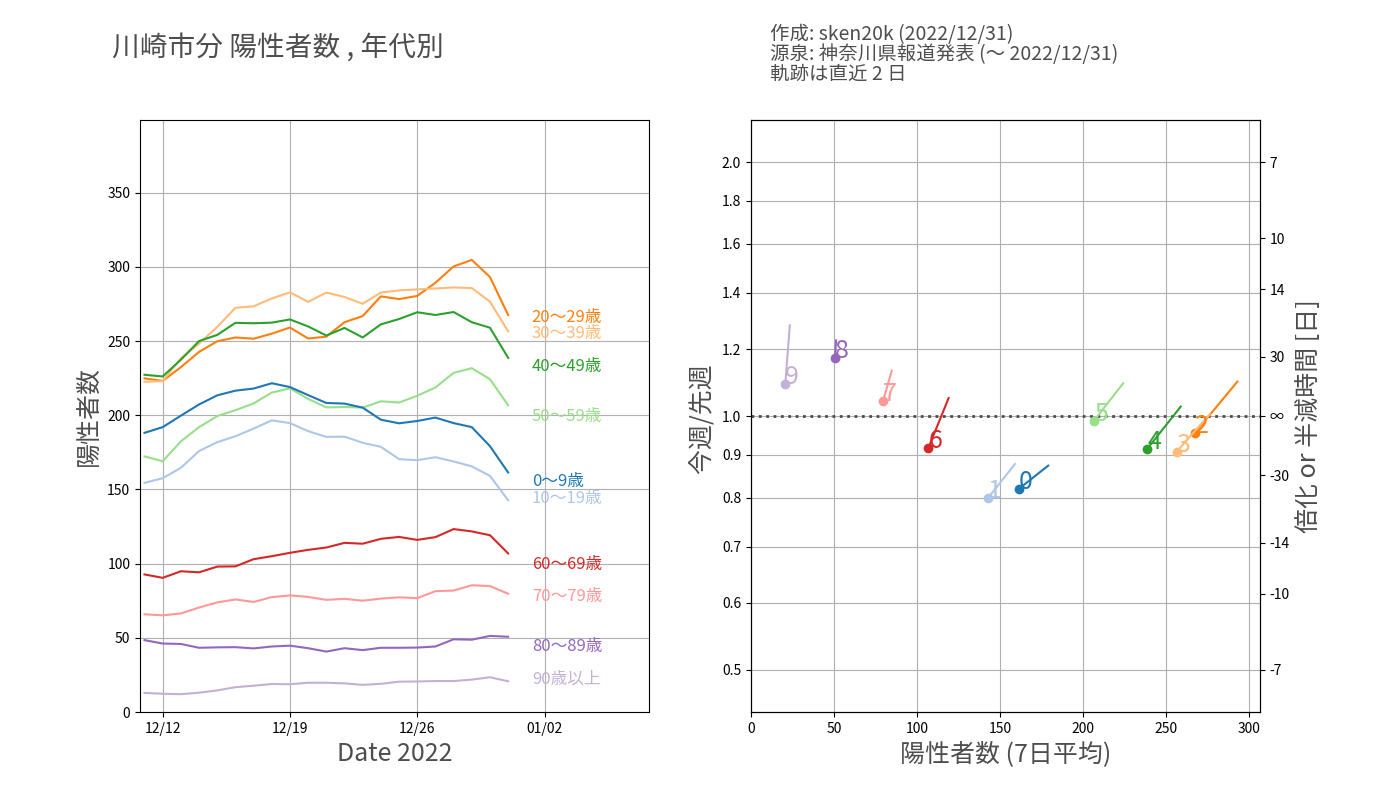 川崎市分 陽性者数 , 年代別
作成: sken20k (2022/12/31)
源泉: 神奈川県報道発表 (〜 2022/12/31)
軌跡は直近 2 日
陽性者数
350
300
250
200
150
100
50
0
20〜29歳
30〜39歳
40〜49歳
50〜59歳
0〜9歳
10〜19歳
60〜69歳
70〜79歳
80〜89歳
90歳以上
12/12
12/19
12/26
01/02
Date 2022
今週/先週
2.0
1.8
1.6
1.4
1.2
1.0
0.9
0.8
0.7
0.6
0.5
9
8
7
6
5
4
3
2
1
0
7
10
14
30
∞
-30
-14
-10
-7
倍化 or 半減時間 [日]
0
50
100
150
200
250
300
陽性者数 (7日平均)